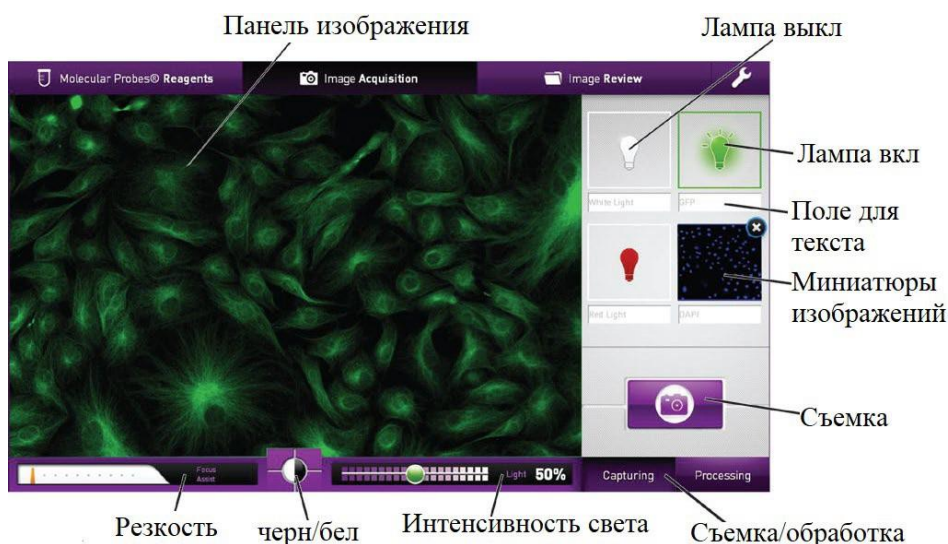 Панель изображения
Лампа выкл
Molecular Probes® Reagents
Image Acquisition
Image Review
Лампа вкл
White Light
GFP
Поле для
текста
Миниатюры
изображений
Red Light
DAPI
Съемка
Focus
Assist
Light 50%
Capturing
Processing
Резкость
черн/бел
Интенсивность света
Съемка/обработка